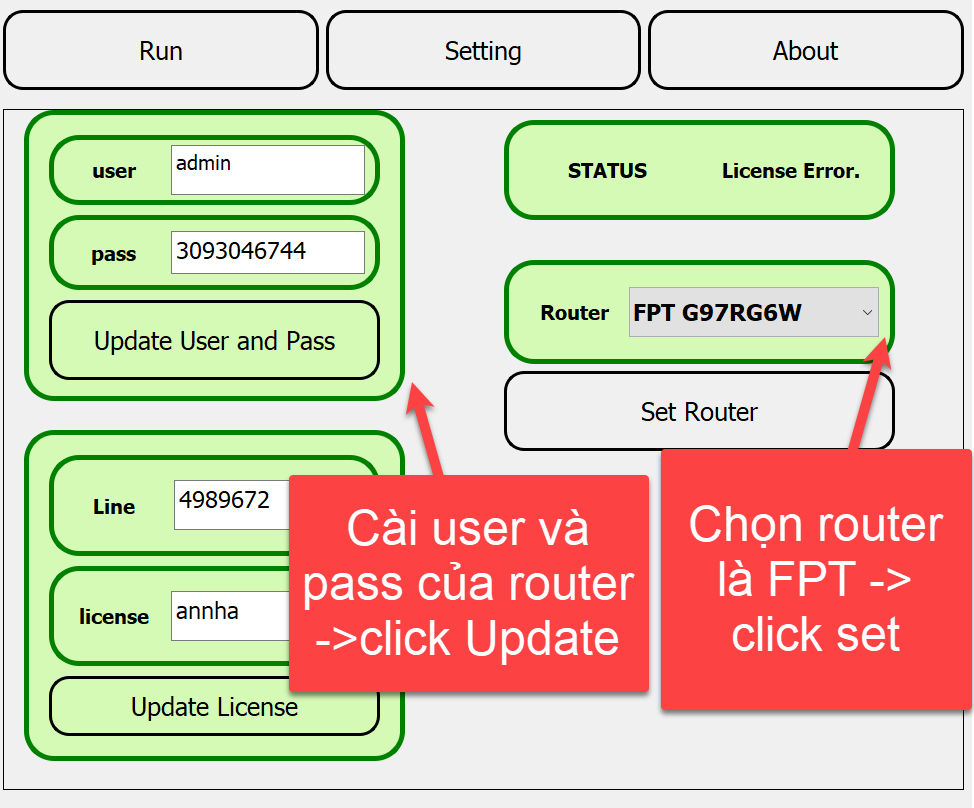 Run
Setting
About
user
admin
pass
3093046744
Update User and Pass
STATUS
License Error.
Router
FPT G97RG6W
Set Router
Line
4989672
license
annha
Update License
Cài user và
pass của router
->click Update
Chọn router
là FPT ->
click set